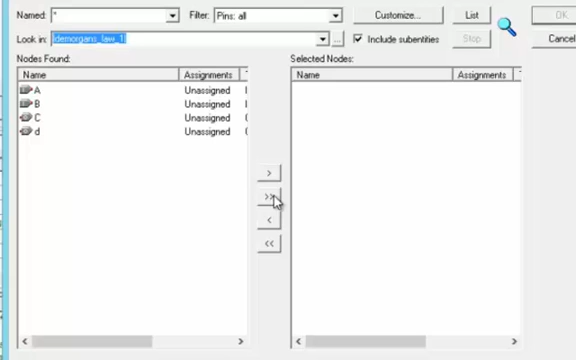 Named: * Filter: Pins: all Customize... List OK
Look in: |demorgans_law_1| ... Include subentities Stop Cancel
Nodes Found: Selected Nodes:
Name Assignments Name Assignments
A Unassigned
B Unassigned
C Unassigned
d Unassigned
>
>>
<
<<